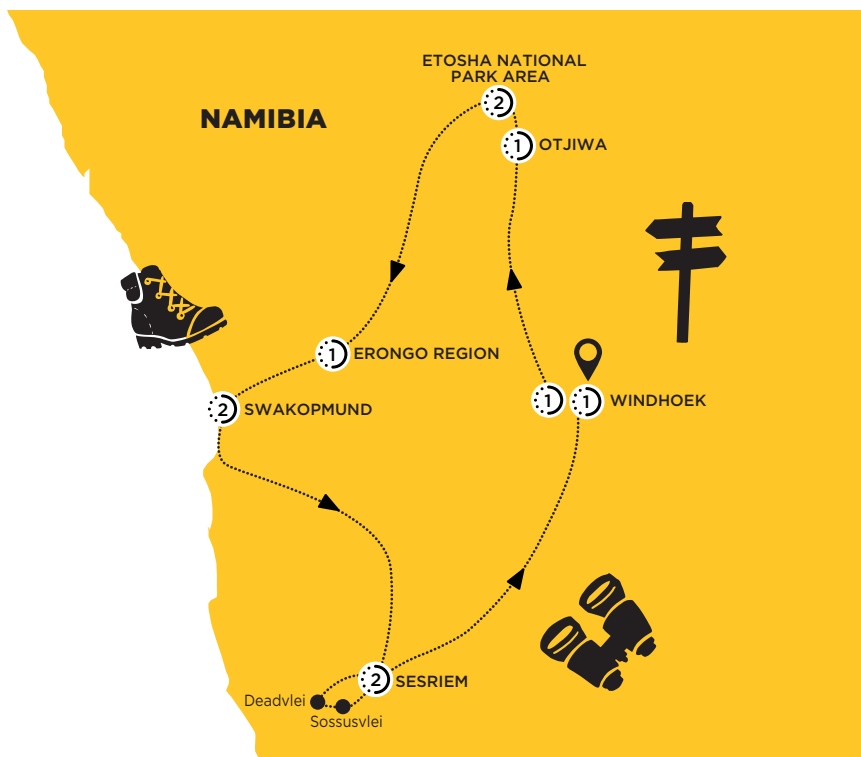 ETOSHA NATIONAL
PARK AREA
2
NAMIBIA
1
OTJIWA
1
ERONGO REGION
2
SWAKOPMUND
1
1
WINDHOEK
2
SESRIEM
Deadvlei
Sossusvlei